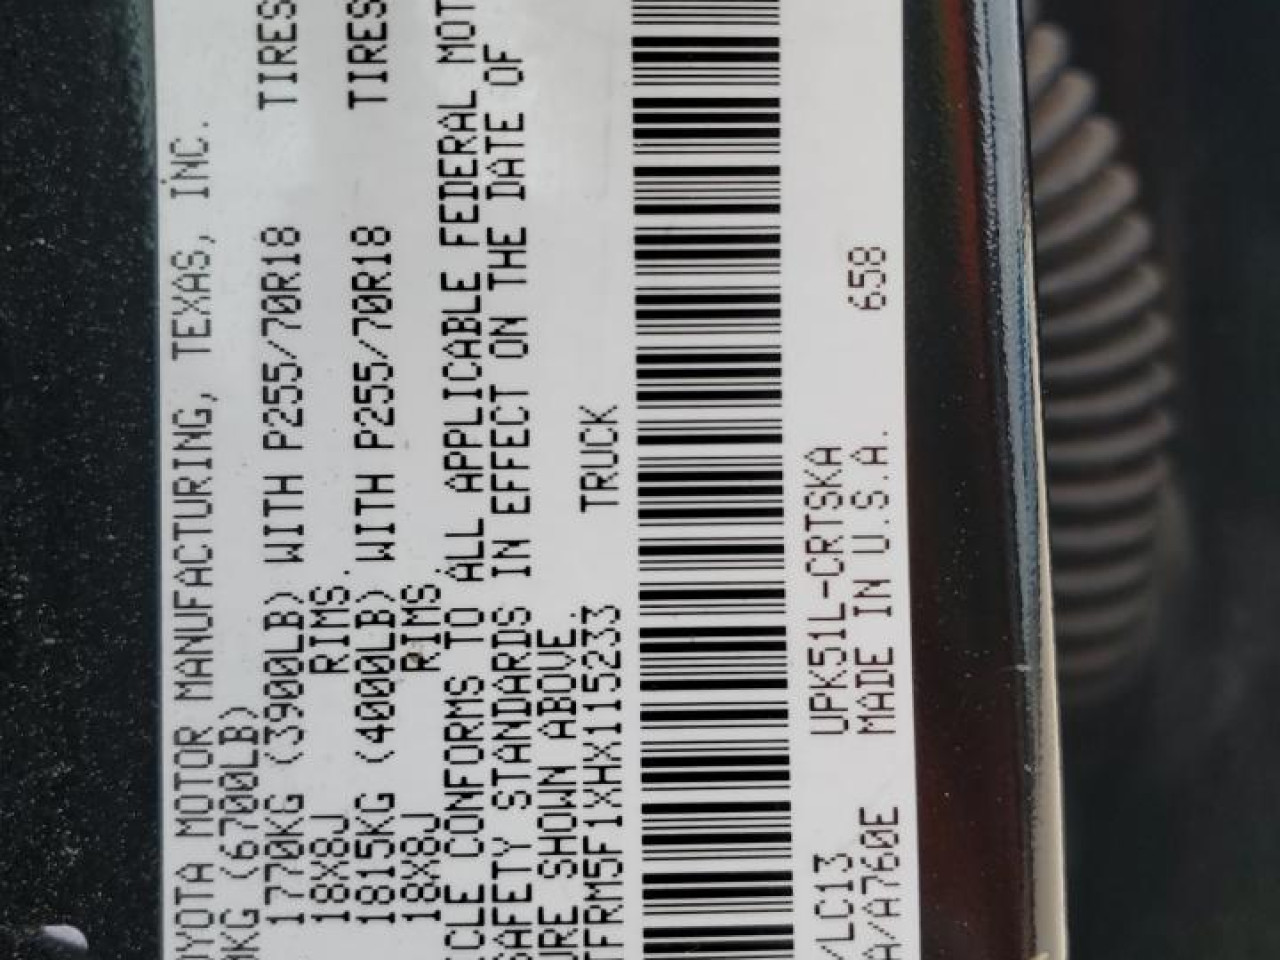 OYOTA MOTOR MANUFACTURING, TEXAS, INC.
0KG (6700LB)
1770KG (3900LB) WITH P255/70R18 TIRES
18X8J RIMS.
1815KG (4000LB) WITH P255/70R18 TIRES
18X8J RIMS
CLE CONFORMS TO ALL APPLICABLE FEDERAL MOT
SAFETY STANDARDS IN EFFECT ON THE DATE OF
URE SHOWN ABOVE.
TFRM5F1XHX115233 TRUCK
/LC13 UPK51L-CRTSKA
A/A760E MADE IN U.S.A. 658